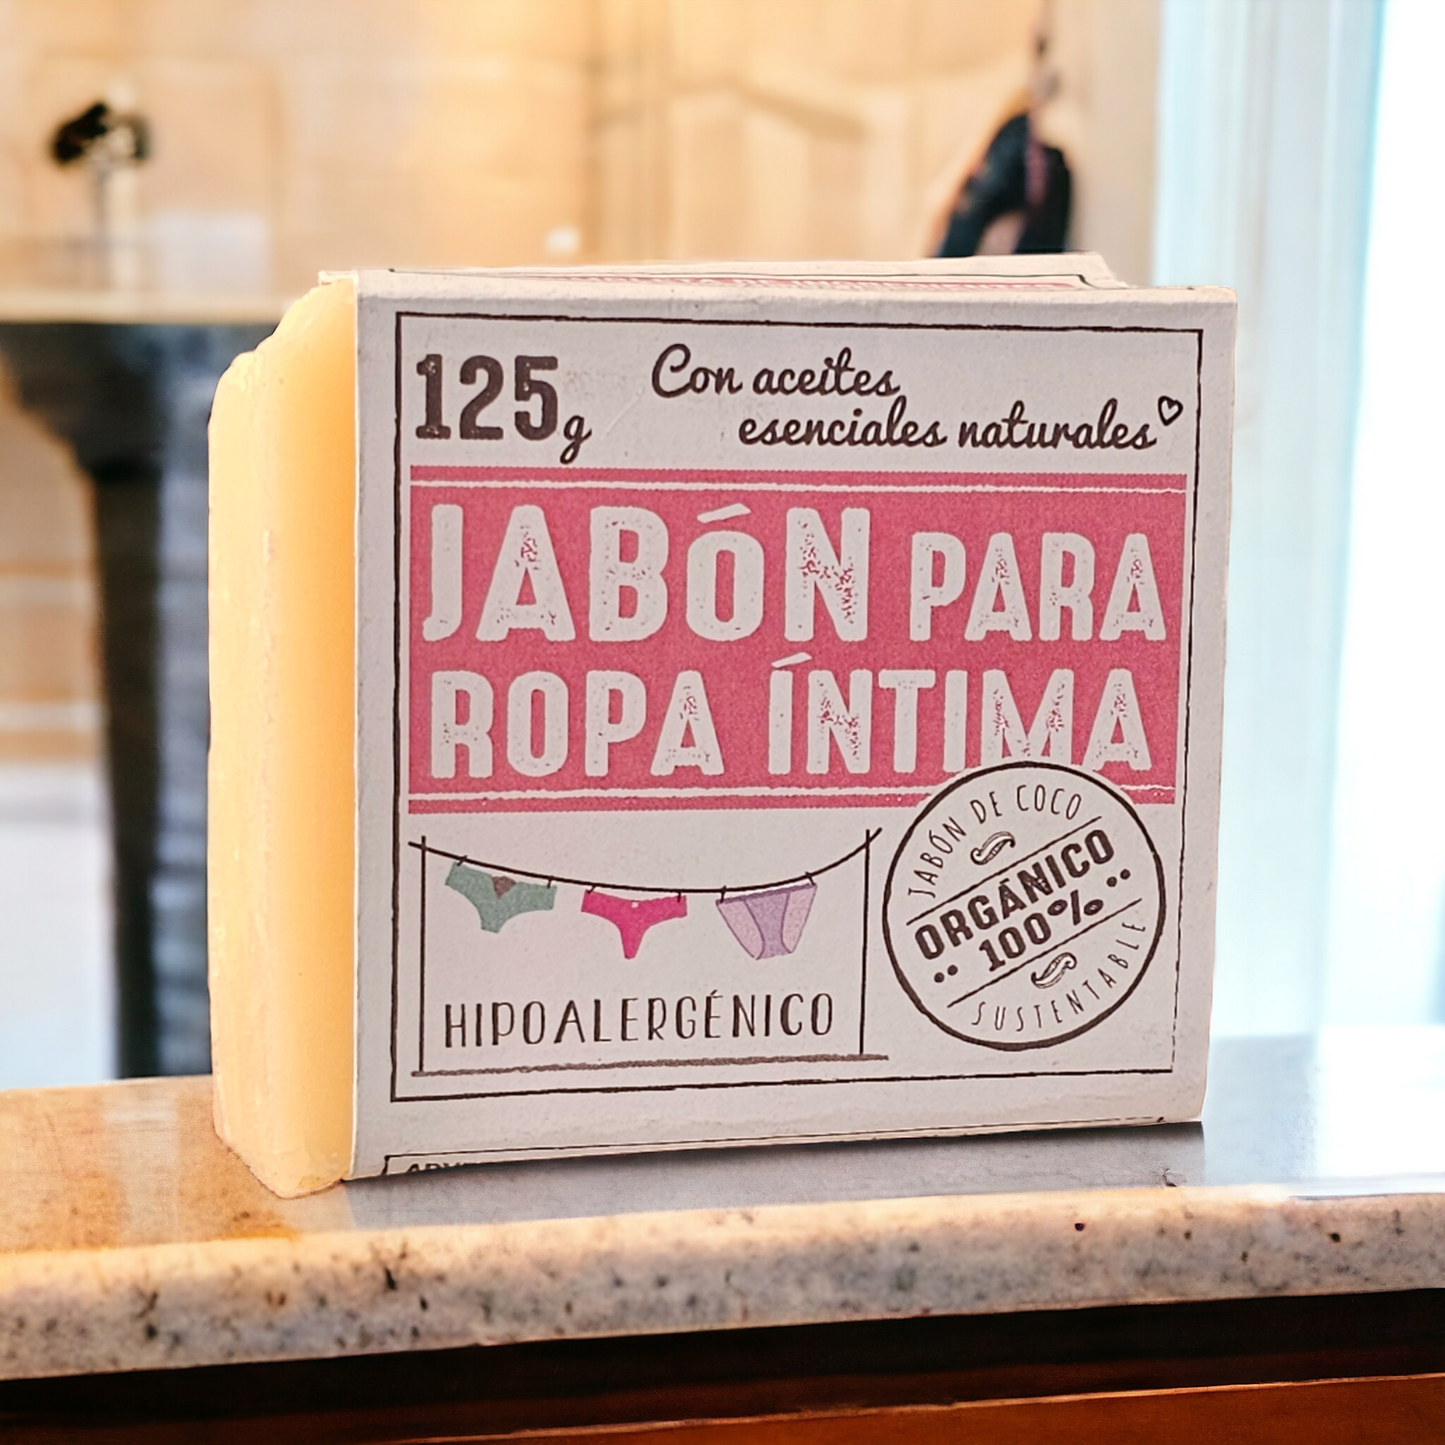 125g
Con aceites
esenciales naturales
JABÓN PARA
ROPA ÍNTIMA
HIPOALERGÉNICO
JABÓN DE COCO
ORGÁNICO
100%
SUSTENTABLE